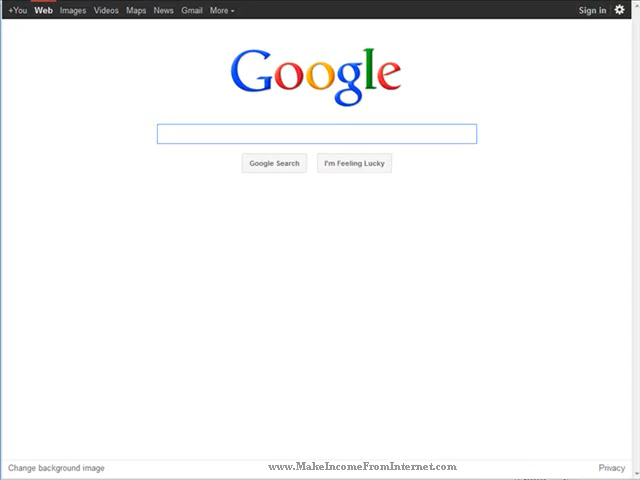 +You Web Images Videos Maps News Gmail More Sign in
Google
Google Search I'm Feeling Lucky
Change background image www.MakeIncomeFromInternet.com Privacy